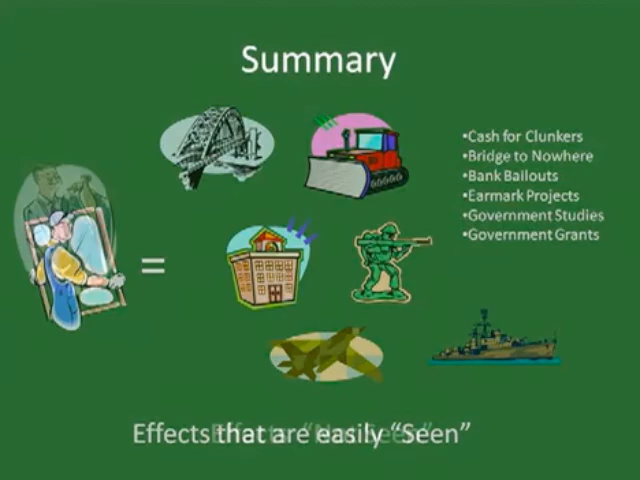 Summary
•Cash for Clunkers
•Bridge to Nowhere
•Bank Bailouts
•Earmark Projects
•Government Studies
•Government Grants
=
Effects that are easily “Seen”